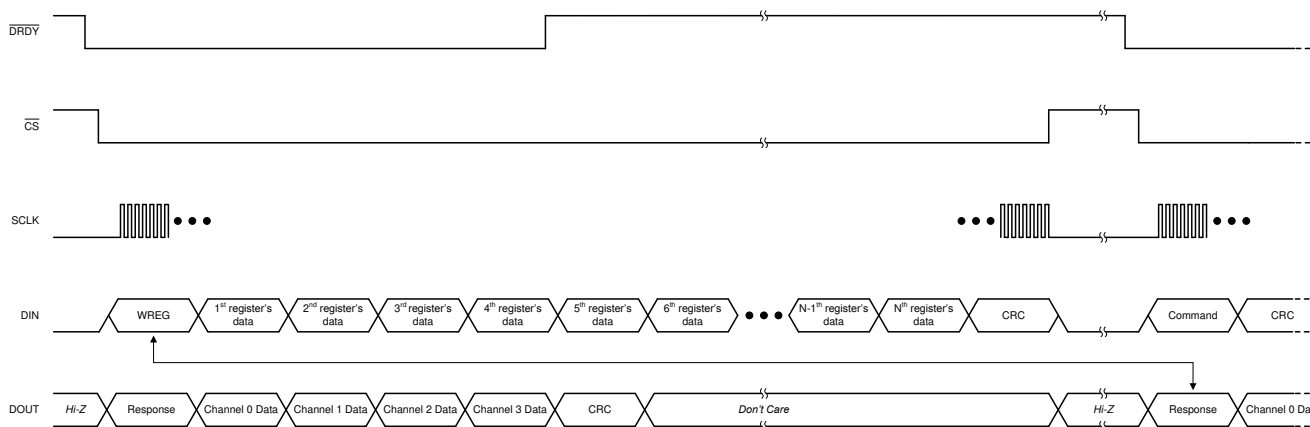 DRDY
CS
SCLK
DIN
WREG
1st register's
data
2nd register's
data
3rd register's
data
4th register's
data
5th register's
data
6th register's
data
N-1th register's
data
Nth register's
data
CRC
Command
CRC
DOUT
Hi-Z
Response
Channel 0 Data
Channel 1 Data
Channel 2 Data
Channel 3 Data
CRC
Don't Care
Hi-Z
Response
Channel 0 Da